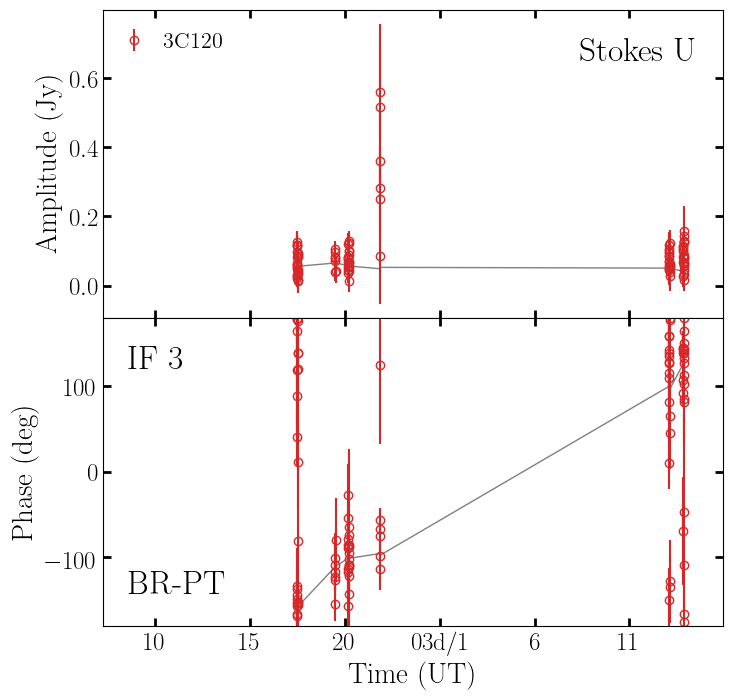 3C120
Stokes U
Amplitude (Jy)
0.6
0.4
0.2
0.0
IF 3
BR-PT
Phase (deg)
100
0
−100
10
15
20
03d/1
6
11
Time (UT)